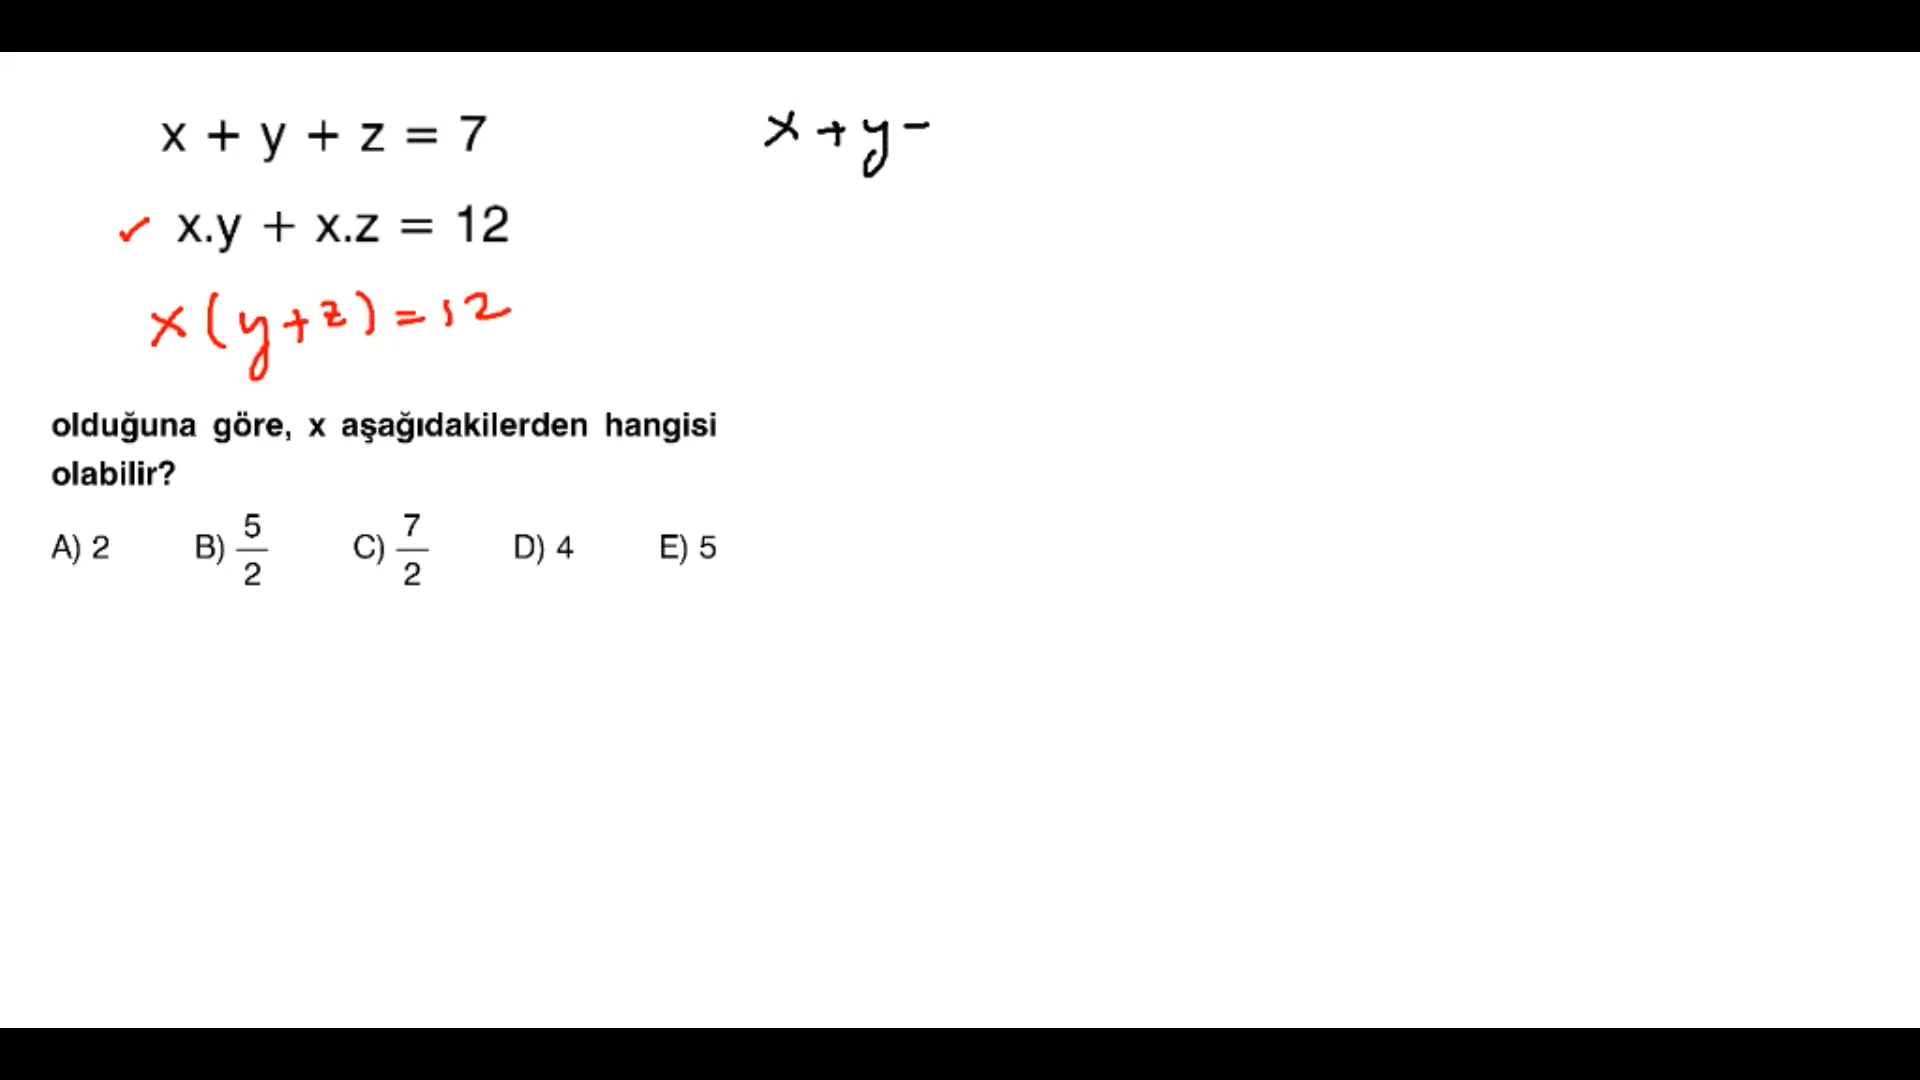 x + y + z = 7
x + y -
✓ x.y + x.z = 12
x(y+z) = 12
olduğuna göre, x aşağıdakilerden hangisi
olabilir?
A) 2 B) 5/2 C) 7/2 D) 4 E) 5